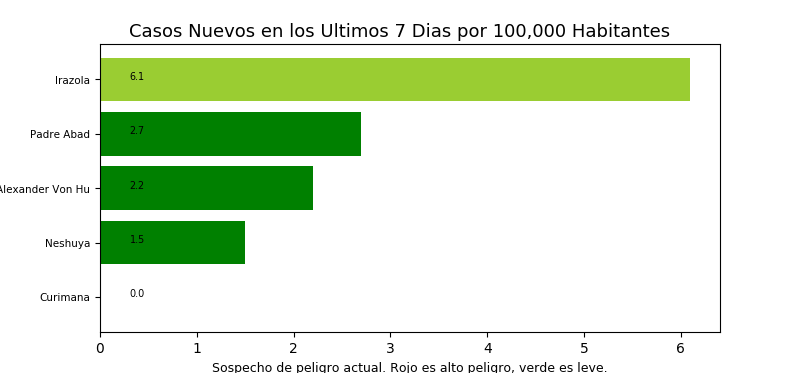 Casos Nuevos en los Ultimos 7 Dias por 100,000 Habitantes
Irazola 6.1
Padre Abad 2.7
Alexander Von Hu 2.2
Neshuya 1.5
Curimana 0.0
0 1 2 3 4 5 6
Sospecho de peligro actual. Rojo es alto peligro, verde es leve.